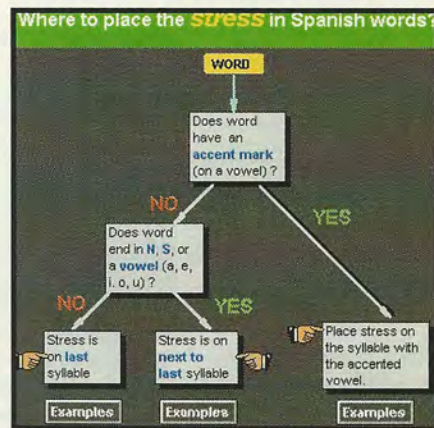 Where to place the stress in Spanish words?
WORD
Does word
have an
accent mark
(on a vowel) ?
NO
YES
Does word
end in N, S, or
a vowel (a, e,
i. o, u) ?
NO
YES
Stress is
on last
syllable
Stress is on
next to
last syllable
Place stress on
the syllable with
the accented
vowel.
Examples
Examples
Examples